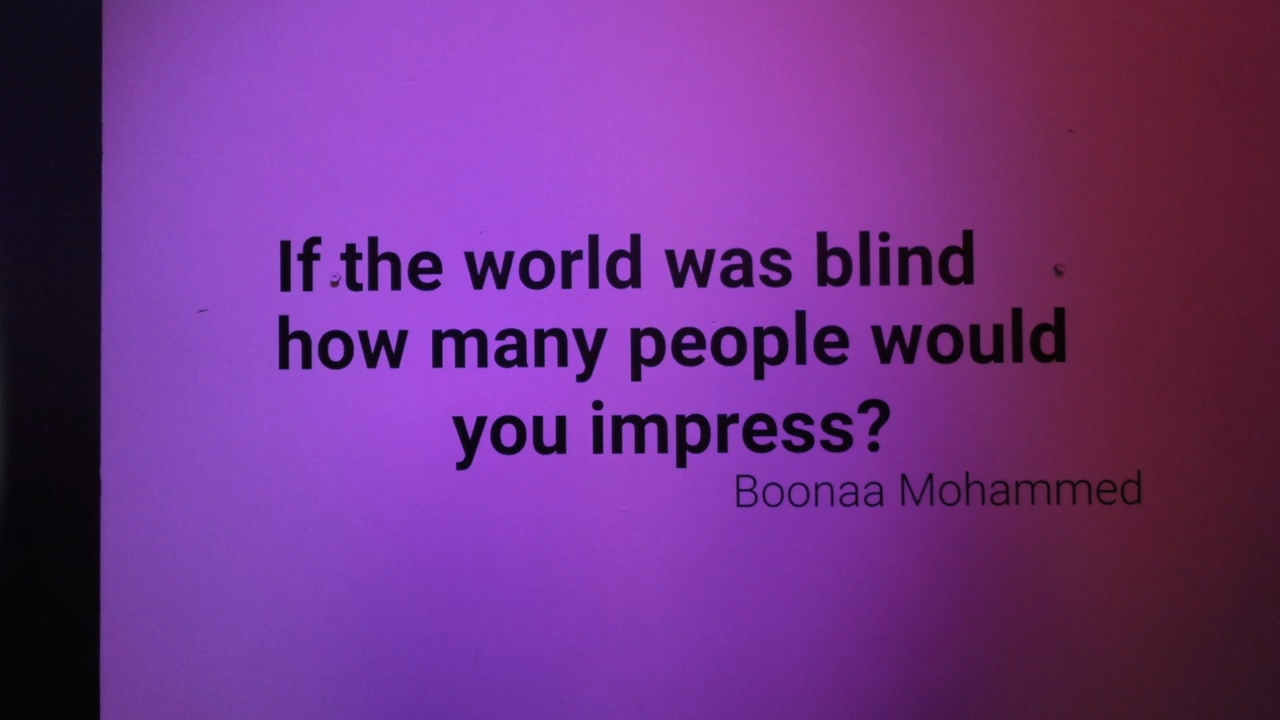 If the world was blind
how many people would
you impress?
Boonaa Mohammed